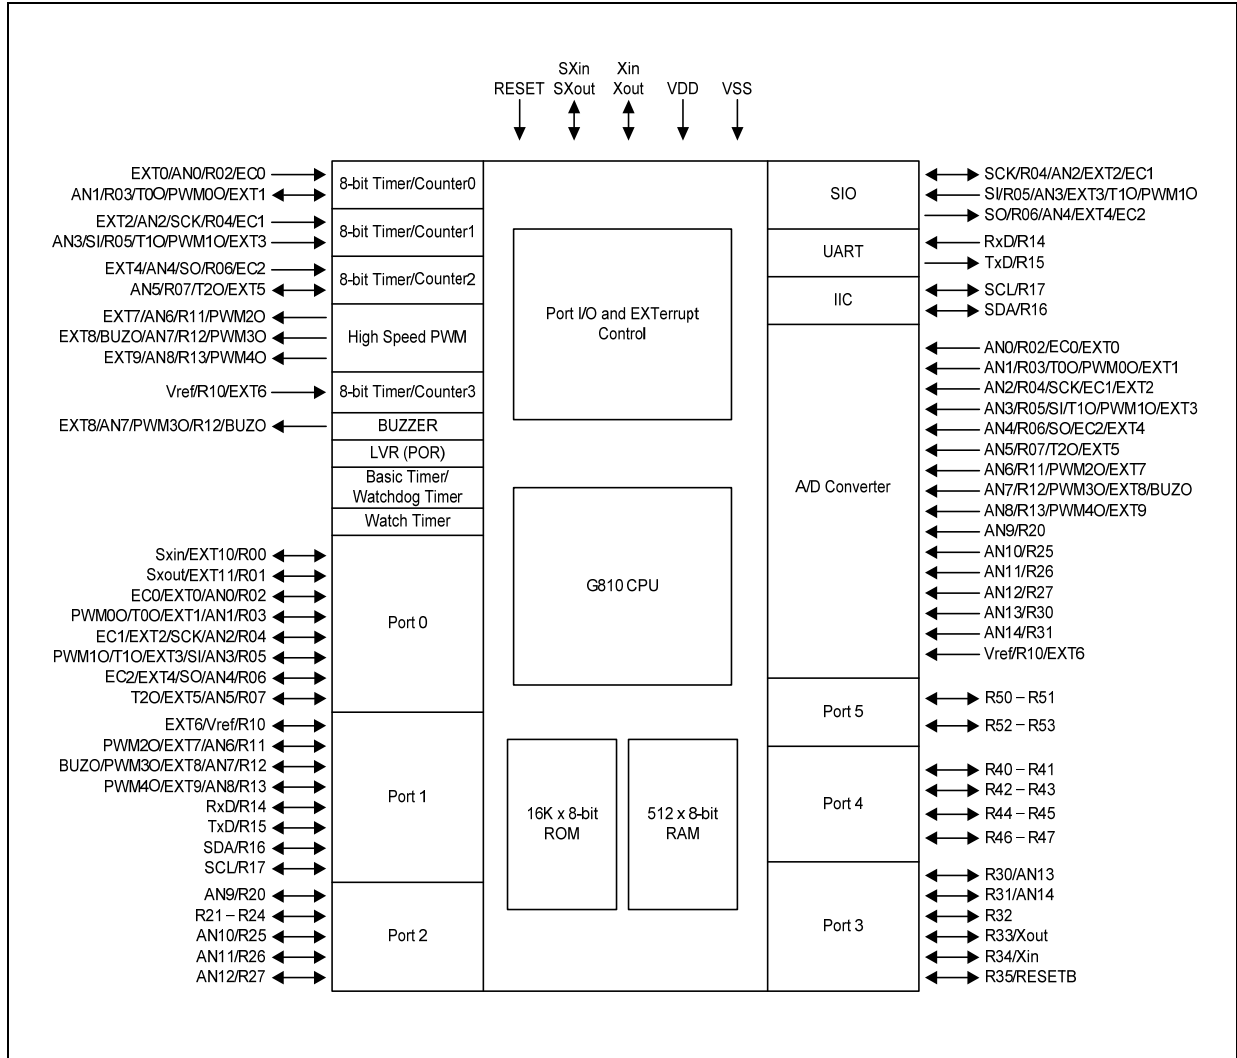 SXin Xin
RESET SXout Xout VDD VSS
EXT0/AN0/R02/EC0
AN1/R03/T0O/PWM0O/EXT1
8-bit Timer/Counter0
EXT2/AN2/SCK/R04/EC1
AN3/SI/R05/T1O/PWM1O/EXT3
8-bit Timer/Counter1
EXT4/AN4/SO/R06/EC2
AN5/R07/T2O/EXT5
8-bit Timer/Counter2
EXT7/AN6/R11/PWM2O
EXT8/BUZO/AN7/R12/PWM3O
EXT9/AN8/R13/PWM4O
High Speed PWM
Vref/R10/EXT6
8-bit Timer/Counter3
EXT8/AN7/PWM3O/R12/BUZO
BUZZER
LVR (POR)
Basic Timer/
Watchdog Timer
Watch Timer
Sxin/EXT10/R00
Sxout/EXT11/R01
EC0/EXT0/AN0/R02
PWM0O/T0O/EXT1/AN1/R03
EC1/EXT2/SCK/AN2/R04
PWM1O/T1O/EXT3/SI/AN3/R05
EC2/EXT4/SO/AN4/R06
T2O/EXT5/AN5/R07
Port 0
EXT6/Vref/R10
PWM2O/EXT7/AN6/R11
BUZO/PWM3O/EXT8/AN7/R12
PWM4O/EXT9/AN8/R13
RxD/R14
TxD/R15
SDA/R16
SCL/R17
Port 1
AN9/R20
R21 – R24
AN10/R25
AN11/R26
AN12/R27
Port 2
Port I/O and EXTerrupt
Control
G810 CPU
16K x 8-bit
ROM
512 x 8-bit
RAM
SIO
SCK/R04/AN2/EXT2/EC1
SI/R05/AN3/EXT3/T1O/PWM1O
SO/R06/AN4/EXT4/EC2
UART
RxD/R14
TxD/R15
IIC
SCL/R17
SDA/R16
A/D Converter
AN0/R02/EC0/EXT0
AN1/R03/T0O/PWM0O/EXT1
AN2/R04/SCK/EC1/EXT2
AN3/R05/SI/T1O/PWM1O/EXT3
AN4/R06/SO/EC2/EXT4
AN5/R07/T2O/EXT5
AN6/R11/PWM2O/EXT7
AN7/R12/PWM3O/EXT8/BUZO
AN8/R13/PWM4O/EXT9
AN9/R20
AN10/R25
AN11/R26
AN12/R27
AN13/R30
AN14/R31
Vref/R10/EXT6
Port 5
R50 – R51
R52 – R53
Port 4
R40 – R41
R42 – R43
R44 – R45
R46 – R47
Port 3
R30/AN13
R31/AN14
R32
R33/Xout
R34/Xin
R35/RESETB